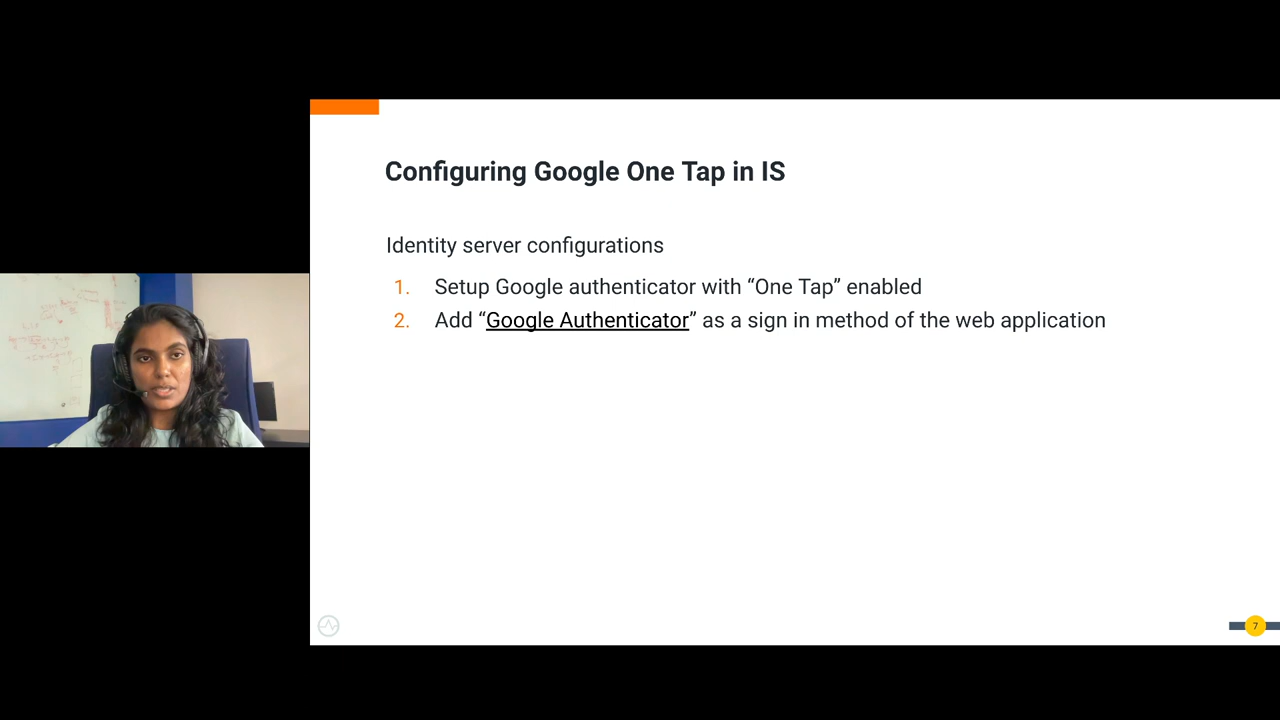 Configuring Google One Tap in IS
Identity server configurations
1. Setup Google authenticator with “One Tap” enabled
2. Add “Google Authenticator” as a sign in method of the web application
7